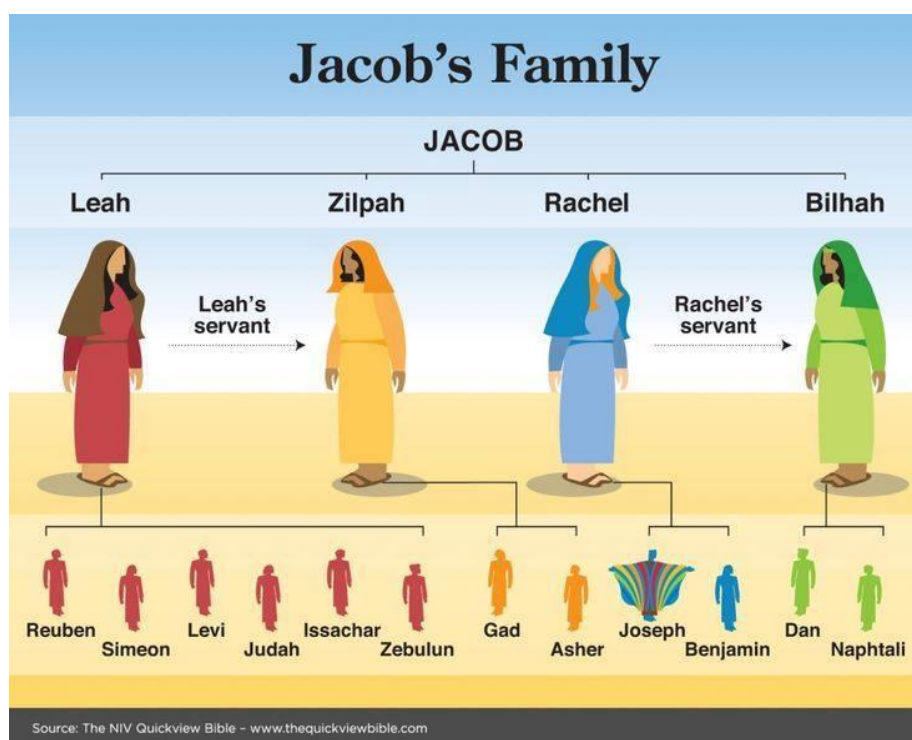 Jacob's Family
JACOB
Leah
Zilpah
Rachel
Bilhah
Leah's
servant
Rachel's
servant
Reuben
Simeon
Levi
Judah
Issachar
Zebulun
Gad
Asher
Joseph
Benjamin
Dan
Naphtali
Source: The NIV Quickview Bible – www.thequickviewbible.com